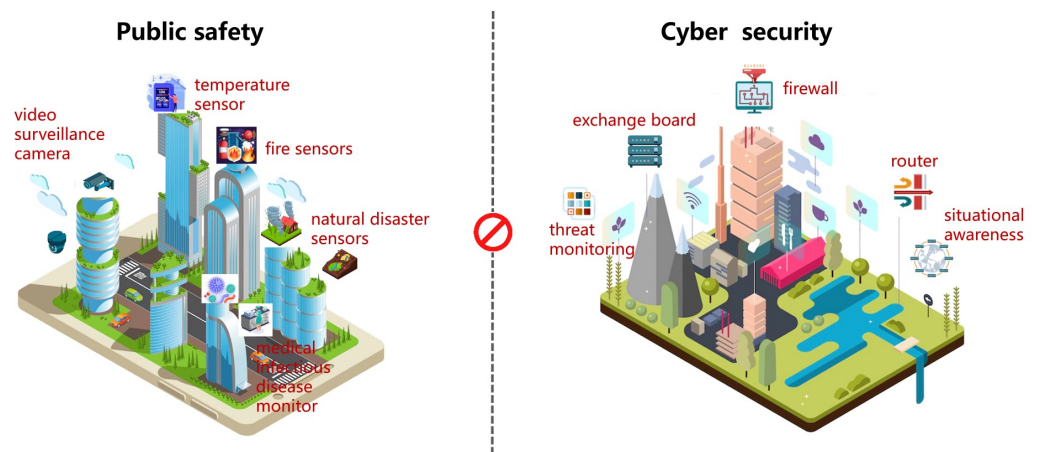 Public safety
temperature
sensor
video
surveillance
camera
fire sensors
natural disaster
sensors
medical
infectious
disease
monitor
Cyber security
firewall
exchange board
router
threat
monitoring
situational
awareness